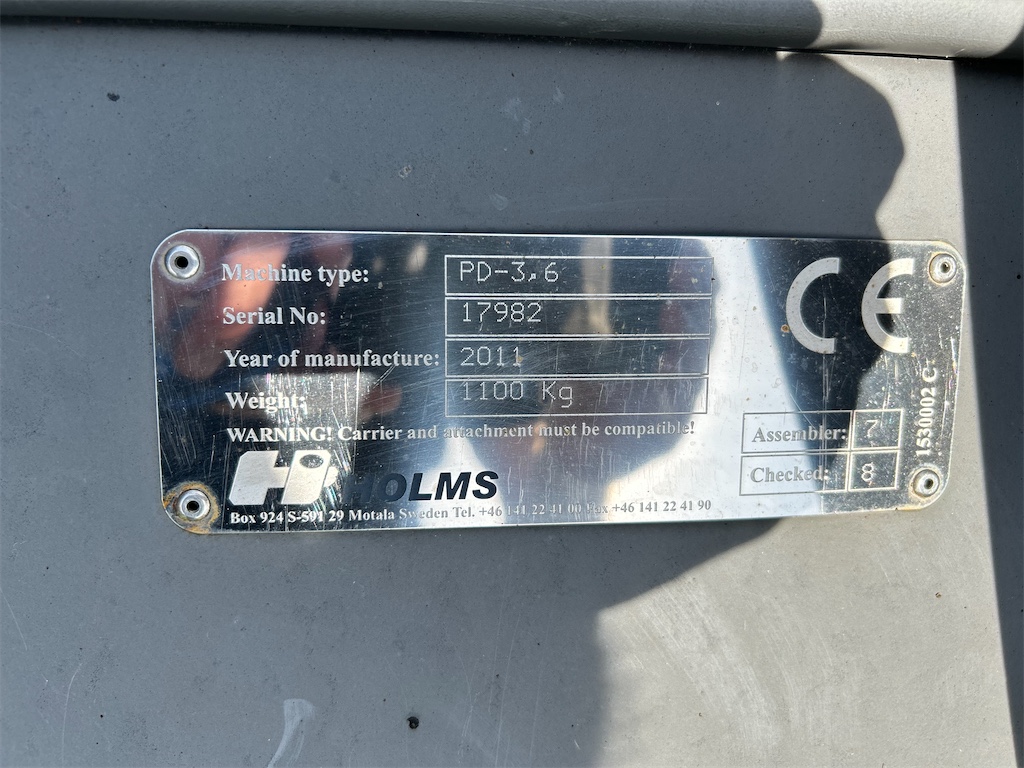 Machine type: PD-3,6
Serial No: 17982
Year of manufacture: 2011
Weight: 1100 Kg
WARNING! Carrier and attachment must be compatible!
HOLMS
Box 924 S-591 29 Motala Sweden Tel. +46 141 22 41 00 Fax +46 141 22 41 90
CE
Assembler: 7
Checked: 8
1530002 C